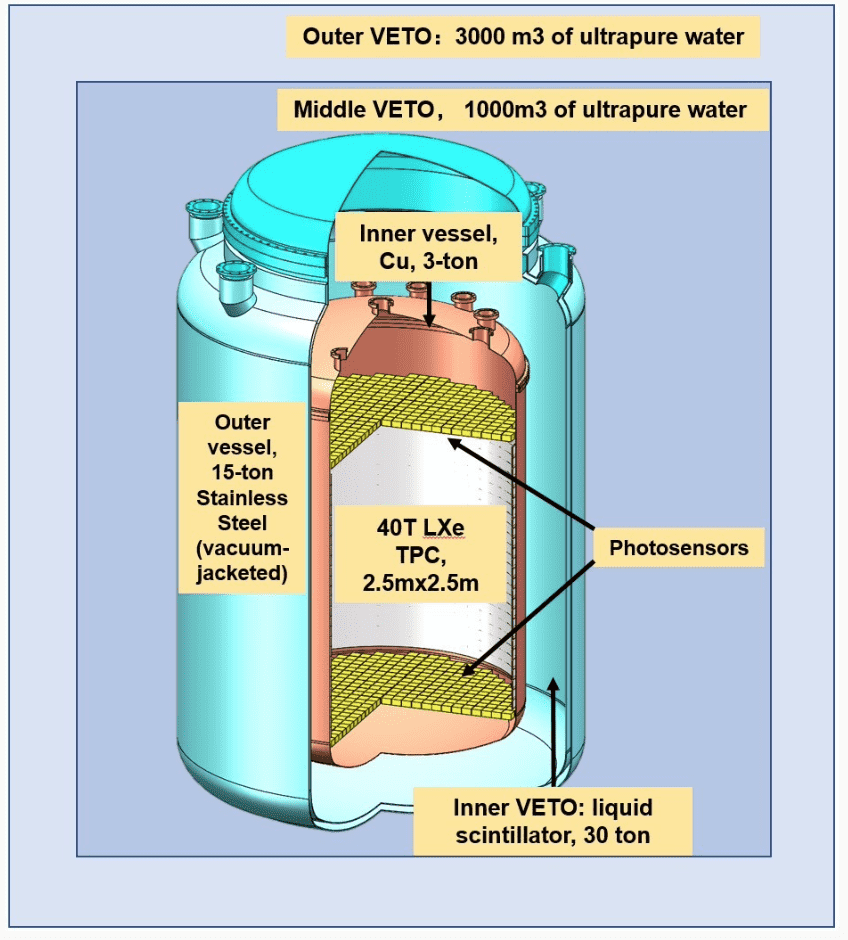 Outer VETO：3000 m3 of ultrapure water
Middle VETO， 1000m3 of ultrapure water
Inner vessel,
Cu, 3-ton
Outer
vessel,
15-ton
Stainless
Steel
(vacuum-
jacketed)
40T LXe
TPC,
2.5mx2.5m
Photosensors
Inner VETO: liquid
scintillator, 30 ton